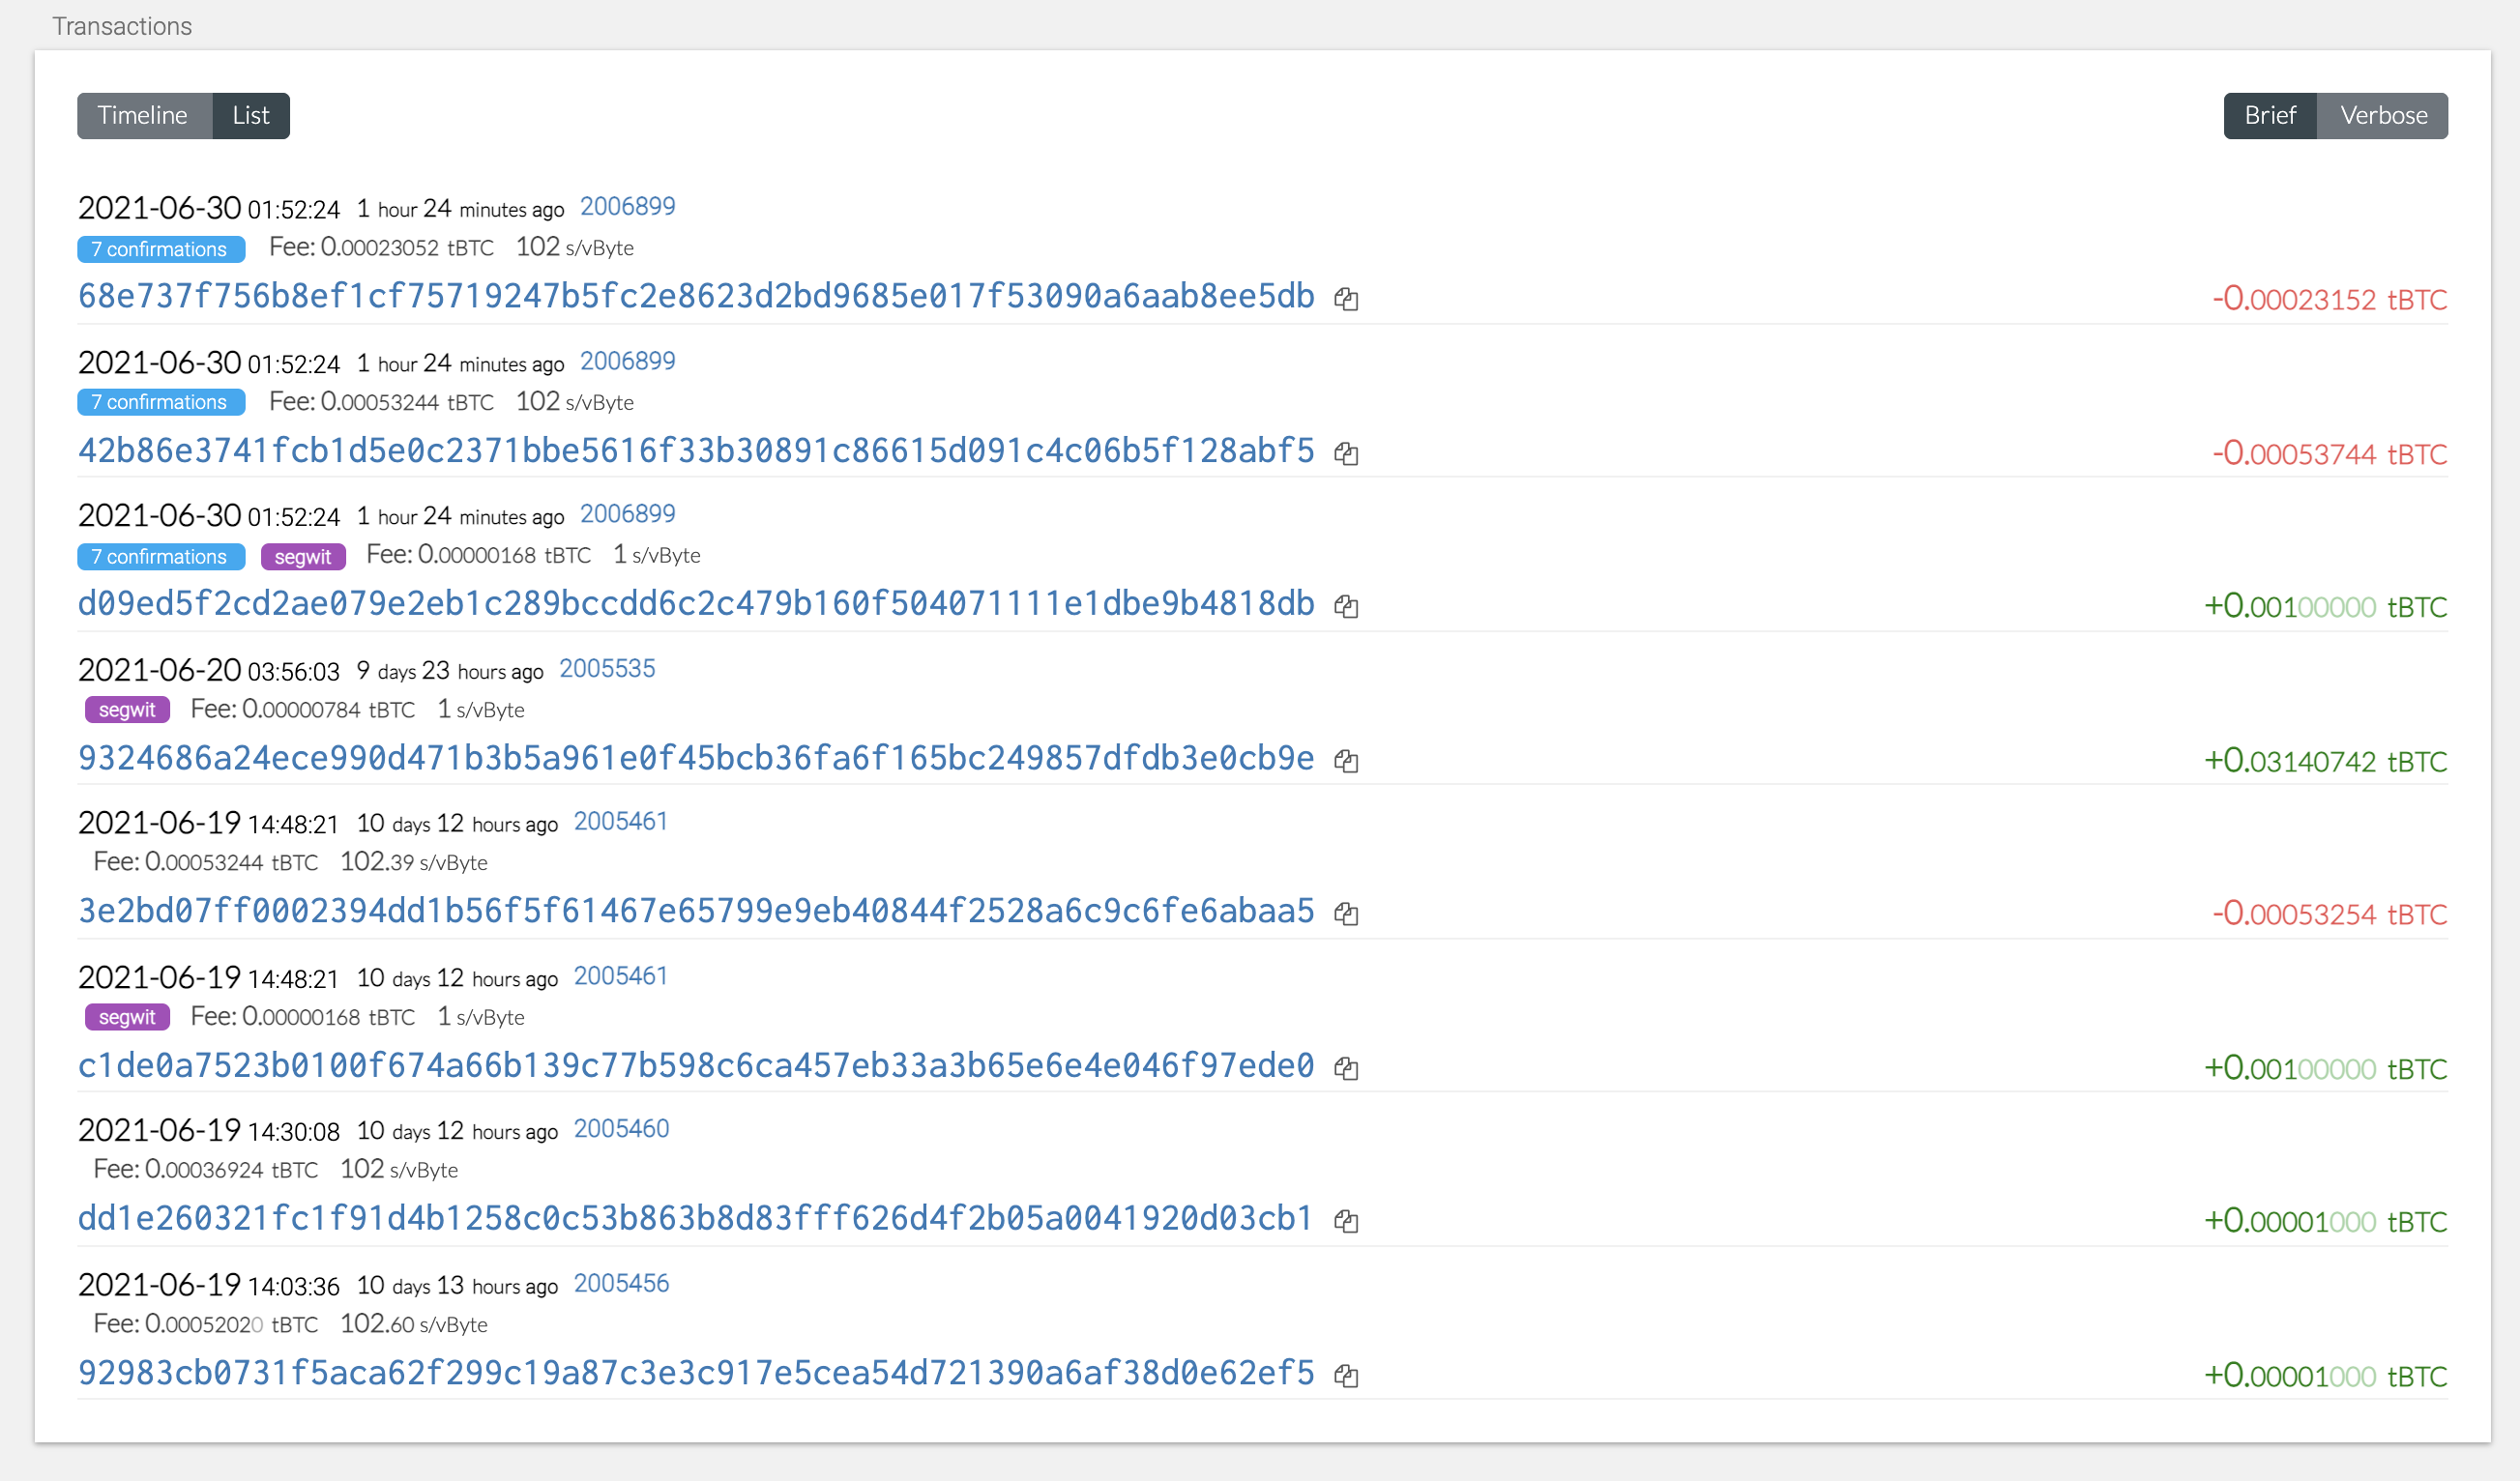 Transactions
Timeline List Brief Verbose
2021-06-30 01:52:24 1 hour 24 minutes ago 2006899
7 confirmations Fee: 0.00023052 tBTC 102 s/vByte
68e737f756b8ef1cf75719247b5fc2e8623d2bd9685e017f53090a6aab8ee5db -0.00023152 tBTC
2021-06-30 01:52:24 1 hour 24 minutes ago 2006899
7 confirmations Fee: 0.00053244 tBTC 102 s/vByte
42b86e3741fcb1d5e0c2371bbe5616f33b30891c86615d091c4c06b5f128abf5 -0.00053744 tBTC
2021-06-30 01:52:24 1 hour 24 minutes ago 2006899
7 confirmations segwit Fee: 0.00000168 tBTC 1 s/vByte
d09ed5f2cd2ae079e2eb1c289bccdd6c2c479b160f504071111e1dbe9b4818db +0.00100000 tBTC
2021-06-20 03:56:03 9 days 23 hours ago 2005535
segwit Fee: 0.00000784 tBTC 1 s/vByte
9324686a24ece990d471b3b5a961e0f45bcb36fa6f165bc249857dfdb3e0cb9e +0.03140742 tBTC
2021-06-19 14:48:21 10 days 12 hours ago 2005461
Fee: 0.00053244 tBTC 102.39 s/vByte
3e2bd07ff0002394dd1b56f5f61467e65799e9eb40844f2528a6c9c6fe6abaa5 -0.00053254 tBTC
2021-06-19 14:48:21 10 days 12 hours ago 2005461
segwit Fee: 0.00000168 tBTC 1 s/vByte
c1de0a7523b0100f674a66b139c77b598c6ca457eb33a3b65e6e4e046f97ede0 +0.00100000 tBTC
2021-06-19 14:30:08 10 days 12 hours ago 2005460
Fee: 0.00036924 tBTC 102 s/vByte
dd1e260321fc1f91d4b1258c0c53b863b8d83fff626d4f2b05a0041920d03cb1 +0.00001000 tBTC
2021-06-19 14:03:36 10 days 13 hours ago 2005456
Fee: 0.00052020 tBTC 102.60 s/vByte
92983cb0731f5aca62f299c19a87c3e3c917e5cea54d721390a6af38d0e62ef5 +0.00001000 tBTC